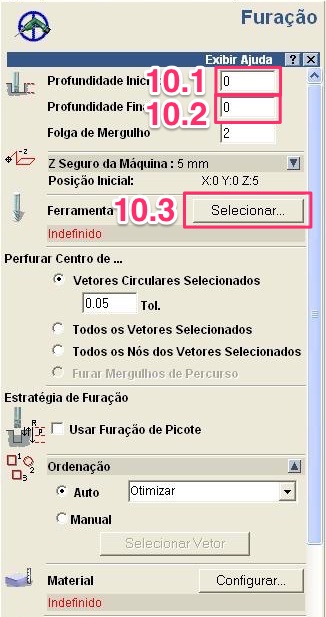 Furação
Exibir Ajuda ? X
Profundidade Inicial 10.1 0
Profundidade Final 10.2 0
Folga de Mergulho 2
Z Seguro da Máquina : 5 mm
Posição Inicial: X:0 Y:0 Z:5
Ferramenta 10.3 Selecionar...
Indefinido
Perfurar Centro de ...
Vetores Circulares Selecionados
0.05 Tol.
Todos os Vetores Selecionados
Todos os Nós dos Vetores Selecionados
Furar Mergulhos de Percurso
Estratégia de Furação
Usar Furação de Picote
Ordenação
Auto Otimizar
Manual
Selecionar Vetor
Material Configurar...
Indefinido